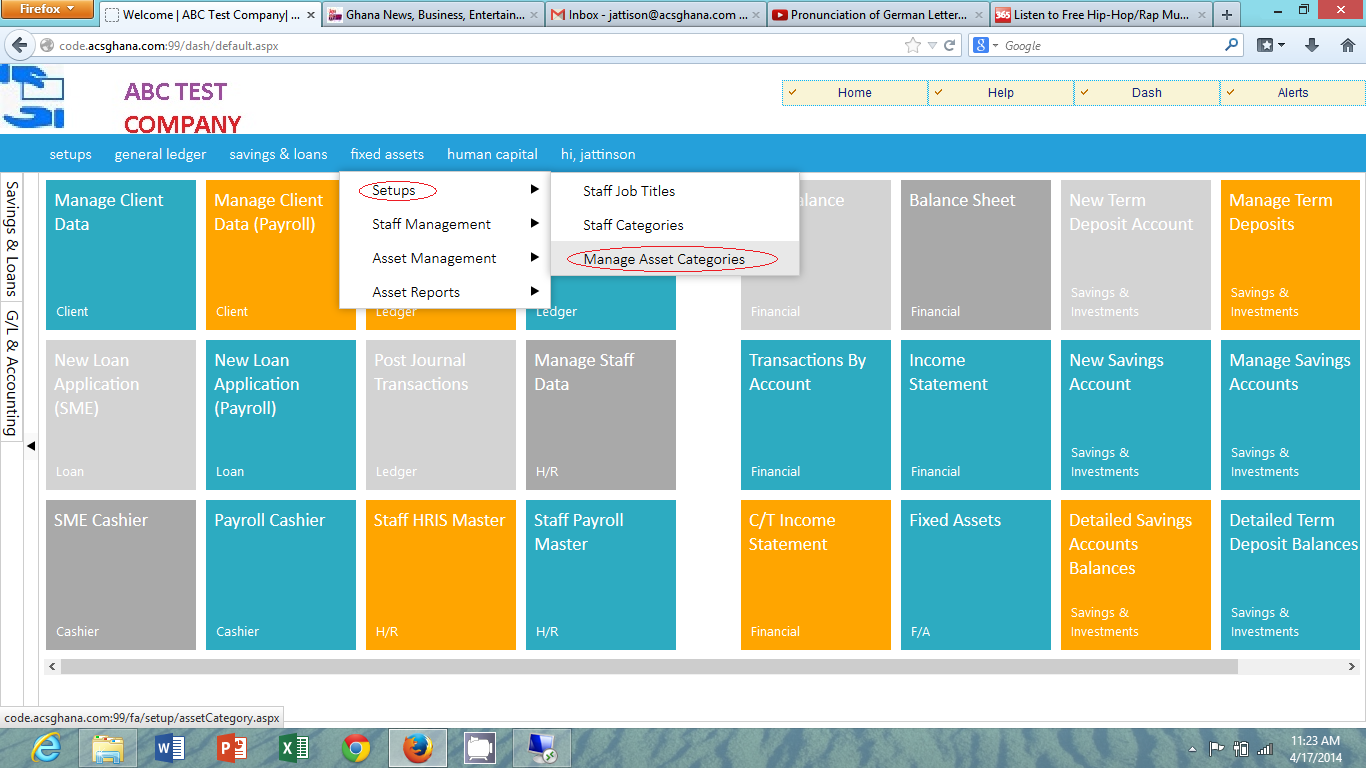 Firefox
Welcome | ABC Test Company| ...
Ghana News, Business, Entertain...
Inbox - jattison@acsghana.com ...
Pronunciation of German Letter...
365 Listen to Free Hip-Hop/Rap Mu...
code.acsghana.com:99/dash/default.aspx
Google
ABC TEST
COMPANY
Home
Help
Dash
Alerts
setups
general ledger
savings & loans
fixed assets
human capital
hi, jattinson
Savings & Loans
G/L & Accounting
Setups
Staff Management
Asset Management
Asset Reports
Staff Job Titles
Staff Categories
Manage Asset Categories
Manage Client
Data
Client
Manage Client
Data (Payroll)
Client
Ledger
Ledger
alance
Financial
Balance Sheet
Financial
New Term
Deposit Account
Savings &
Investments
Manage Term
Deposits
Savings &
Investments
New Loan
Application
(SME)
Loan
New Loan
Application
(Payroll)
Loan
Post Journal
Transactions
Ledger
Manage Staff
Data
H/R
Transactions By
Account
Financial
Income
Statement
Financial
New Savings
Account
Savings &
Investments
Manage Savings
Accounts
Savings &
Investments
SME Cashier
Cashier
Payroll Cashier
Cashier
Staff HRIS Master
H/R
Staff Payroll
Master
H/R
C/T Income
Statement
Financial
Fixed Assets
F/A
Detailed Savings
Accounts
Balances
Savings &
Investments
Detailed Term
Deposit Balances
Savings &
Investments
code.acsghana.com:99/fa/setup/assetCategory.aspx
11:23 AM
4/17/2014